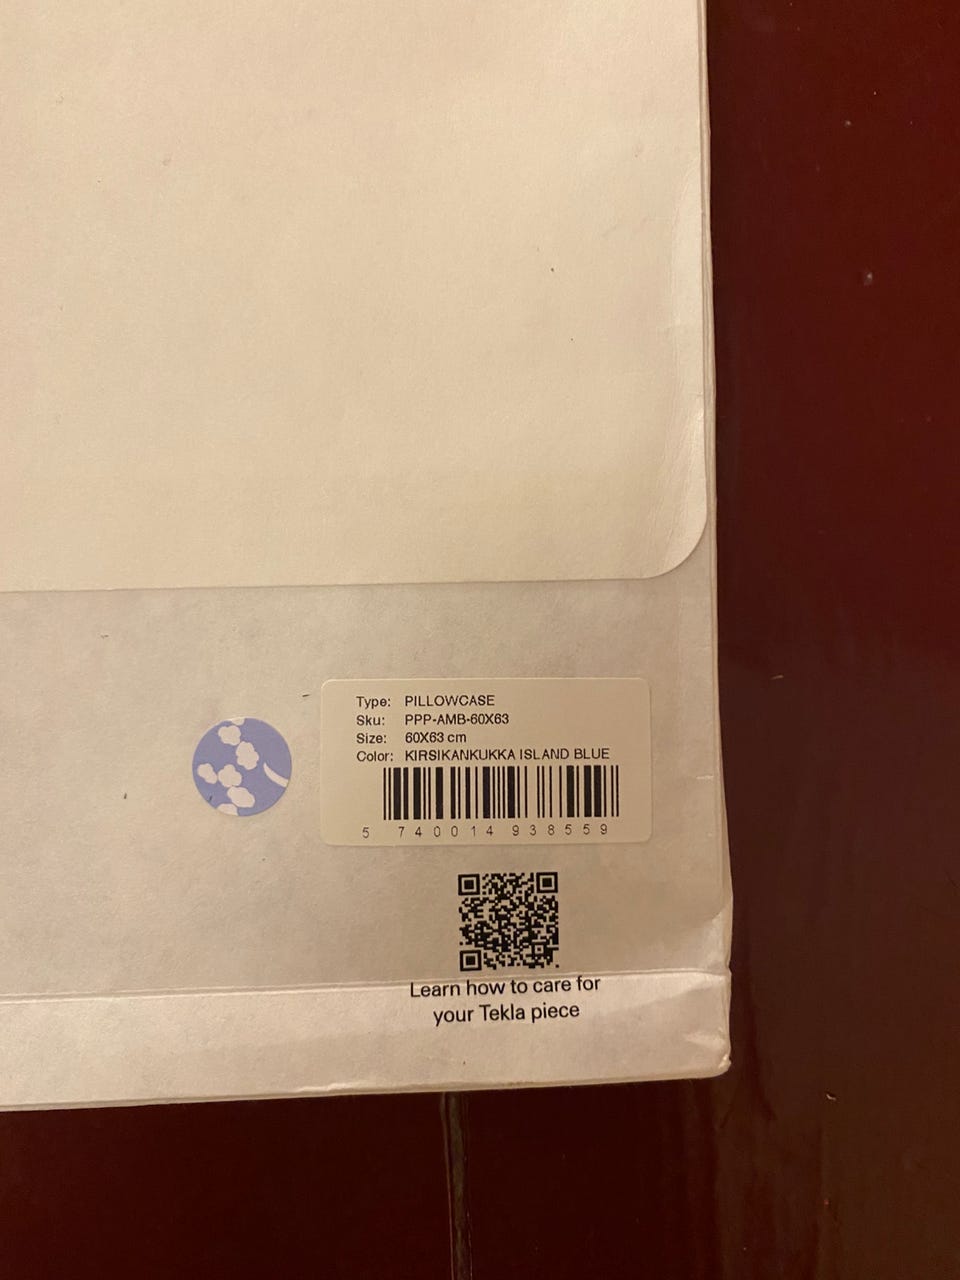 Type: PILLOWCASE
Sku: PPP-AMB-60X63
Size: 60X63 cm
Color: KIRSIKANKUKKA ISLAND BLUE
5 740014 938559
Learn how to care for
your Tekla piece